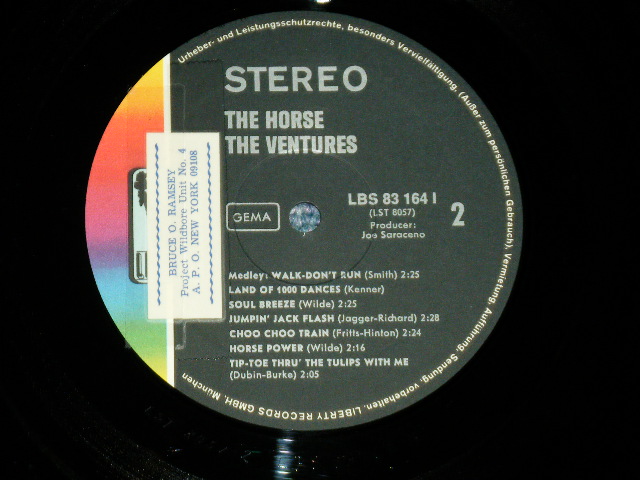 Urheber- und Leistungsschutzrechte, besonders Vervielfältigung, (Außer zum persönlichen Gebrauch), Vermietung, Aufführung, Sendung, vorbehalten. LIBERTY RECORDS GMBH, München
STEREO
THE HORSE
THE VENTURES
BRUCE O. RAMSEY
Project Wildbore Unit No. 4
A. P. O. NEW YORK 09108
GEMA
LBS 83 164 I
(LST 8057)
Producer:
Joe Saraceno
2
Medley: WALK-DON'T RUN (Smith) 2:25
LAND OF 1000 DANCES (Kenner)
SOUL BREEZE (Wilde) 2:25
JUMPIN' JACK FLASH (Jagger-Richard) 2:28
CHOO CHOO TRAIN (Fritts-Hinton) 2:24
HORSE POWER (Wilde) 2:16
TIP-TOE THRU' THE TULIPS WITH ME
(Dubin-Burke) 2:05